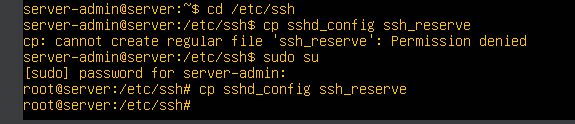 server-admin@server:~$ cd /etc/ssh
server-admin@server:/etc/ssh$ cp sshd_config ssh_reserve
cp: cannot create regular file 'ssh_reserve': Permission denied
server-admin@server:/etc/ssh$ sudo su
[sudo] password for server-admin:
root@server:/etc/ssh# cp sshd_config ssh_reserve
root@server:/etc/ssh#